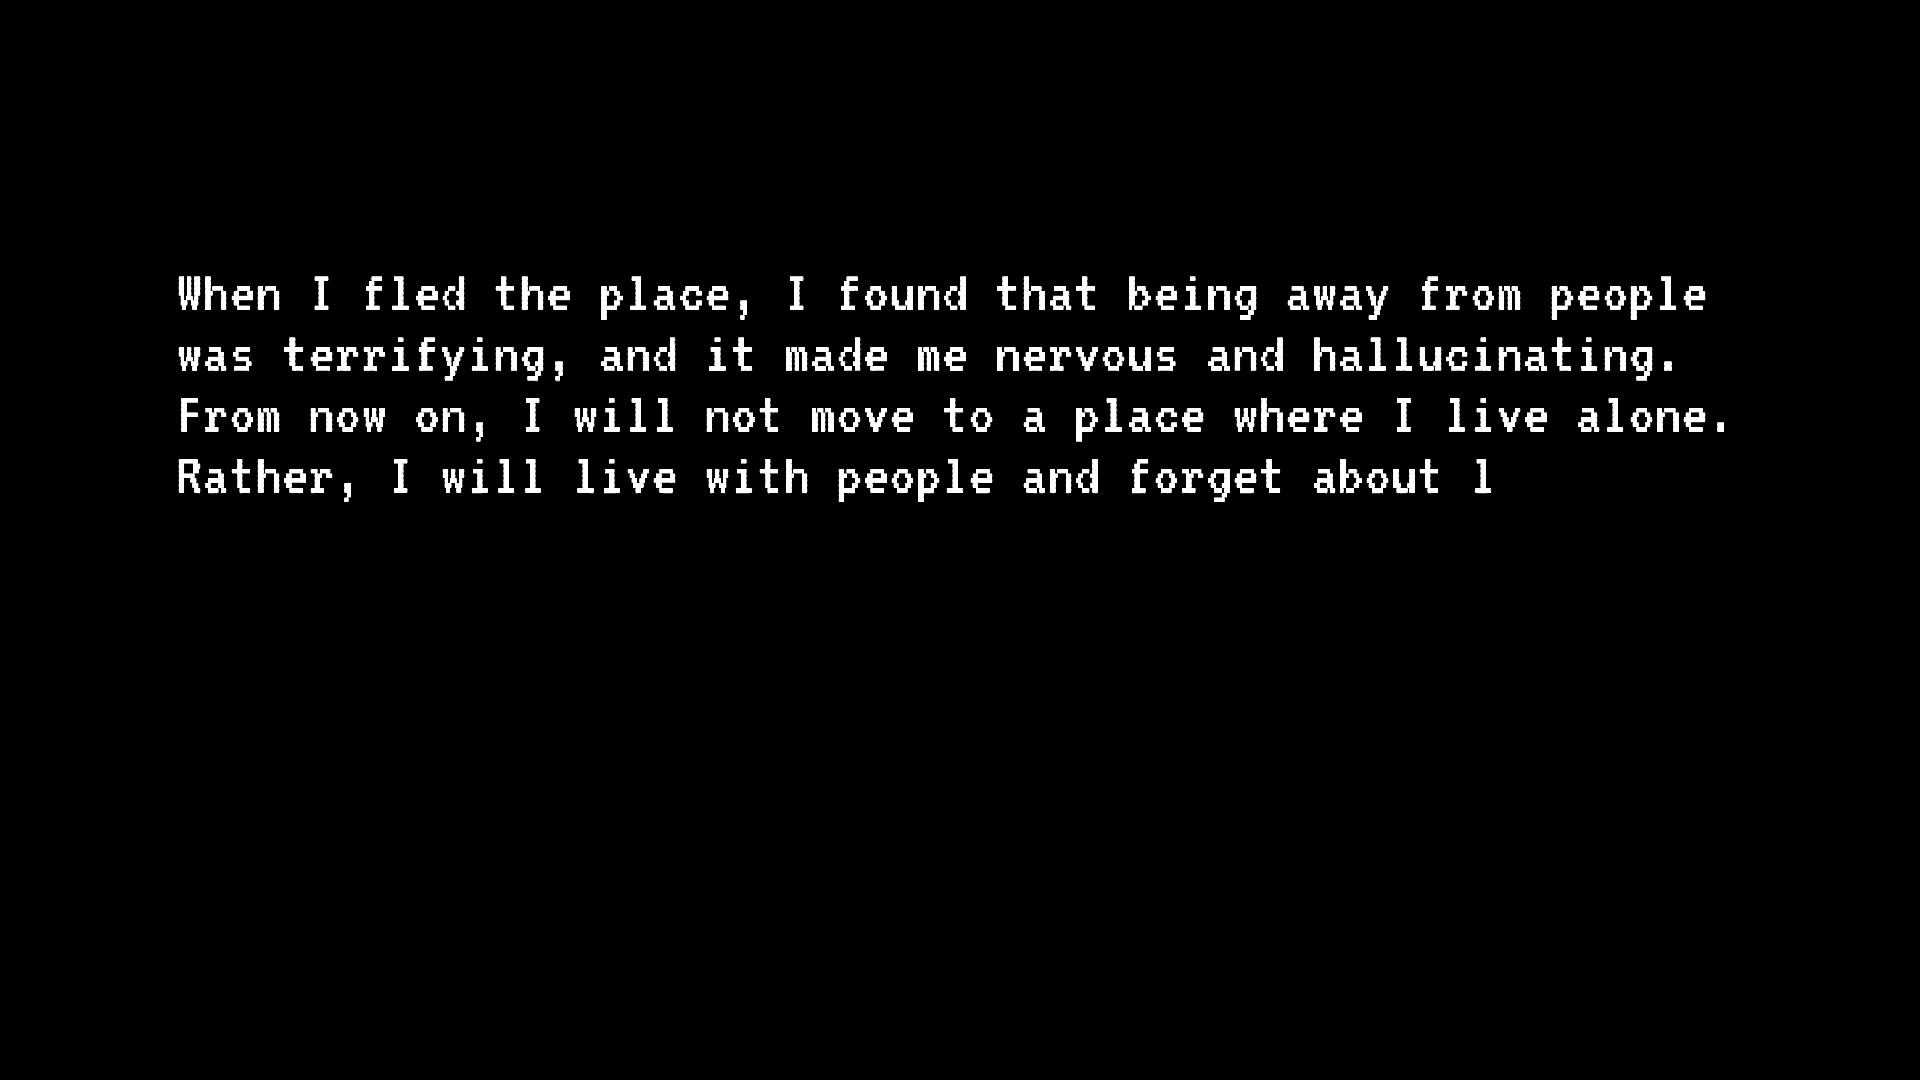 When I fled the place, I found that being away from people
was terrifying, and it made me nervous and hallucinating.
From now on, I will not move to a place where I live alone.
Rather, I will live with people and forget about l